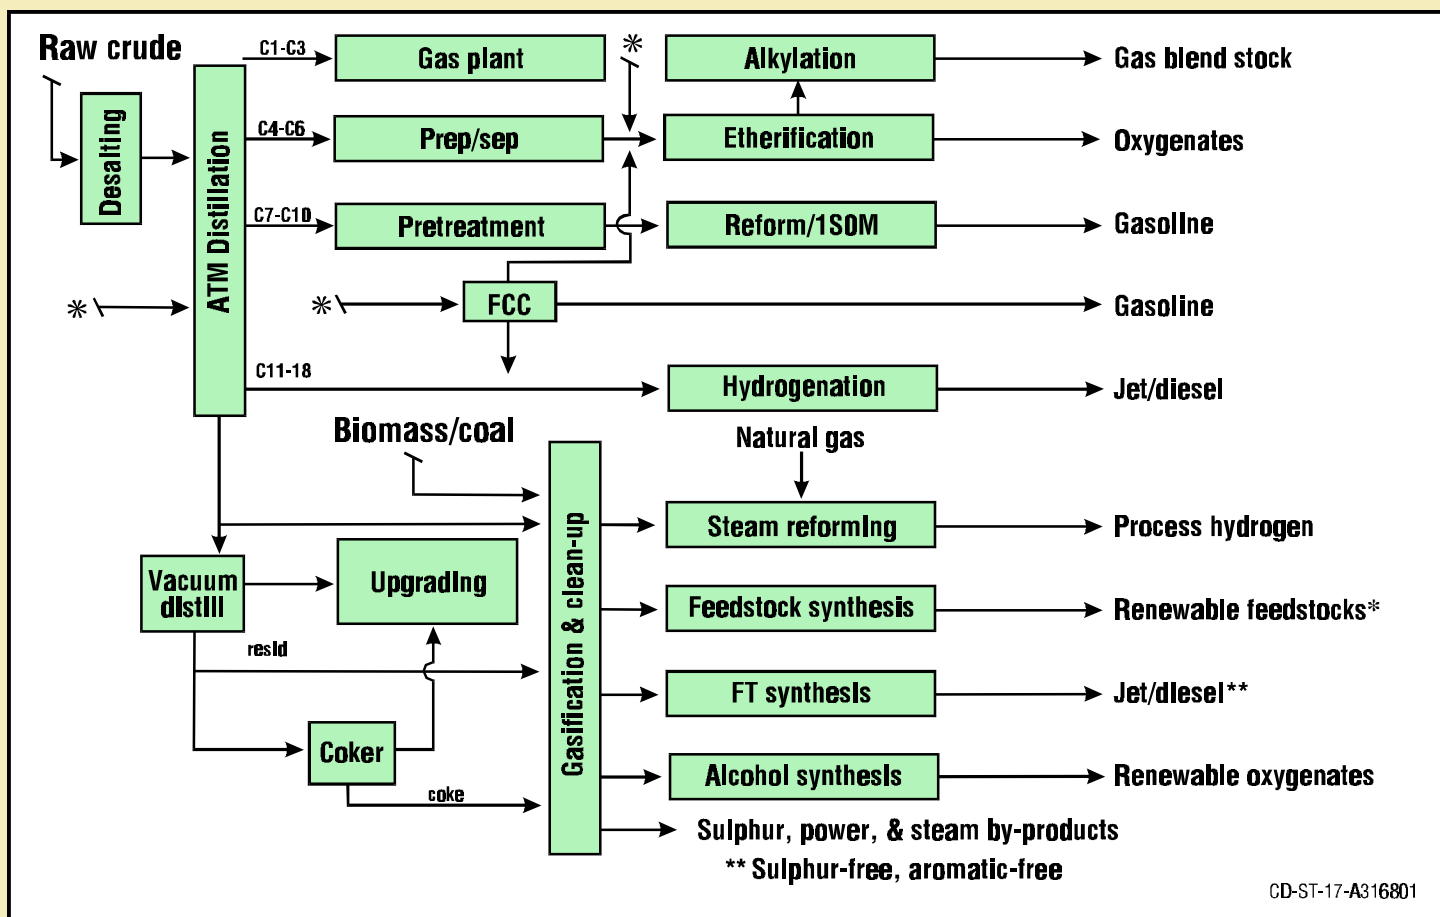 Raw crude
C1-C3
Gas plant
*
Alkylation
Gas blend stock
Desalting
ATM Distillation
C4-C6
Prep/sep
Etherification
Oxygenates
C7-C10
Pretreatment
Reform/1SOM
Gasoline
*
*
FCC
Gasoline
C11-18
Hydrogenation
Jet/diesel
Biomass/coal
Natural gas
Gasification & clean-up
Steam reforming
Process hydrogen
Vacuum
distill
Upgrading
Feedstock synthesis
Renewable feedstocks*
resid
FT synthesis
Jet/diesel**
Coker
coke
Alcohol synthesis
Renewable oxygenates
Sulphur, power, & steam by-products
** Sulphur-free, aromatic-free
CD-ST-17-A316801